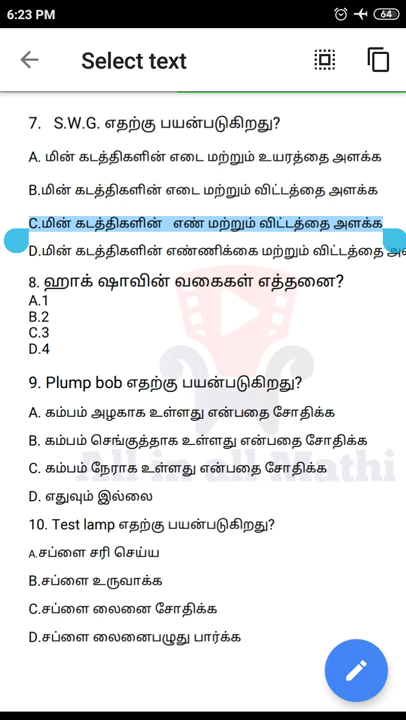 6:23 PM
64
Select text
7. S.W.G. எதற்கு பயன்படுகிறது?
A. மின் கடத்திகளின் எடை மற்றும் உயரத்தை அளக்க
B.மின் கடத்திகளின் எடை மற்றும் விட்டத்தை அளக்க
C.மின் கடத்திகளின் எண் மற்றும் விட்டத்தை அளக்க
D.மின் கடத்திகளின் எண்ணிக்கை மற்றும் விட்டத்தை
8. ஹாக் ஷாவின் வகைகள் எத்தனை?
A.1
B.2
C.3
D.4
9. Plump bob எதற்கு பயன்படுகிறது?
A. கம்பம் அழகாக உள்ளது என்பதை சோதிக்க
B. கம்பம் செங்குத்தாக உள்ளது என்பதை சோதிக்க
C. கம்பம் நேராக உள்ளது என்பதை சோதிக்க
All in all Mathi
D. எதுவும் இல்லை
10. Test lamp எதற்கு பயன்படுகிறது?
A.சப்ளை சரி செய்ய
B.சப்ளை உருவாக்க
C.சப்ளை லைனை சோதிக்க
D.சப்ளை லைனைபழுது பார்க்க